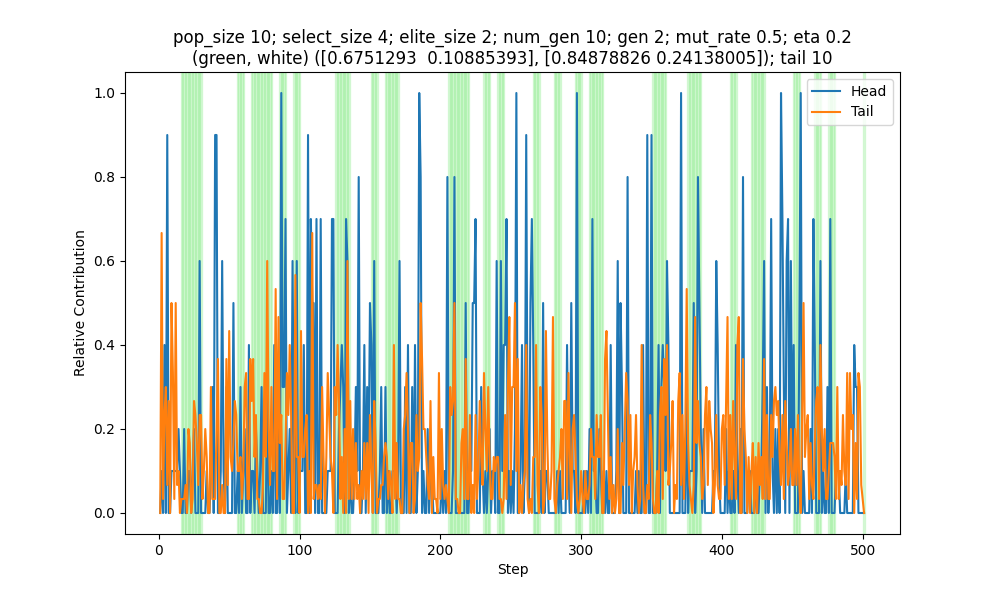 pop_size 10; select_size 4; elite_size 2; num_gen 10; gen 2; mut_rate 0.5; eta 0.2
(green, white) ([0.6751293  0.10885393], [0.84878826 0.24138005]); tail 10
Head
Tail
1.0
0.8
0.6
0.4
0.2
0.0
Relative Contribution
0
100
200
300
400
500
Step